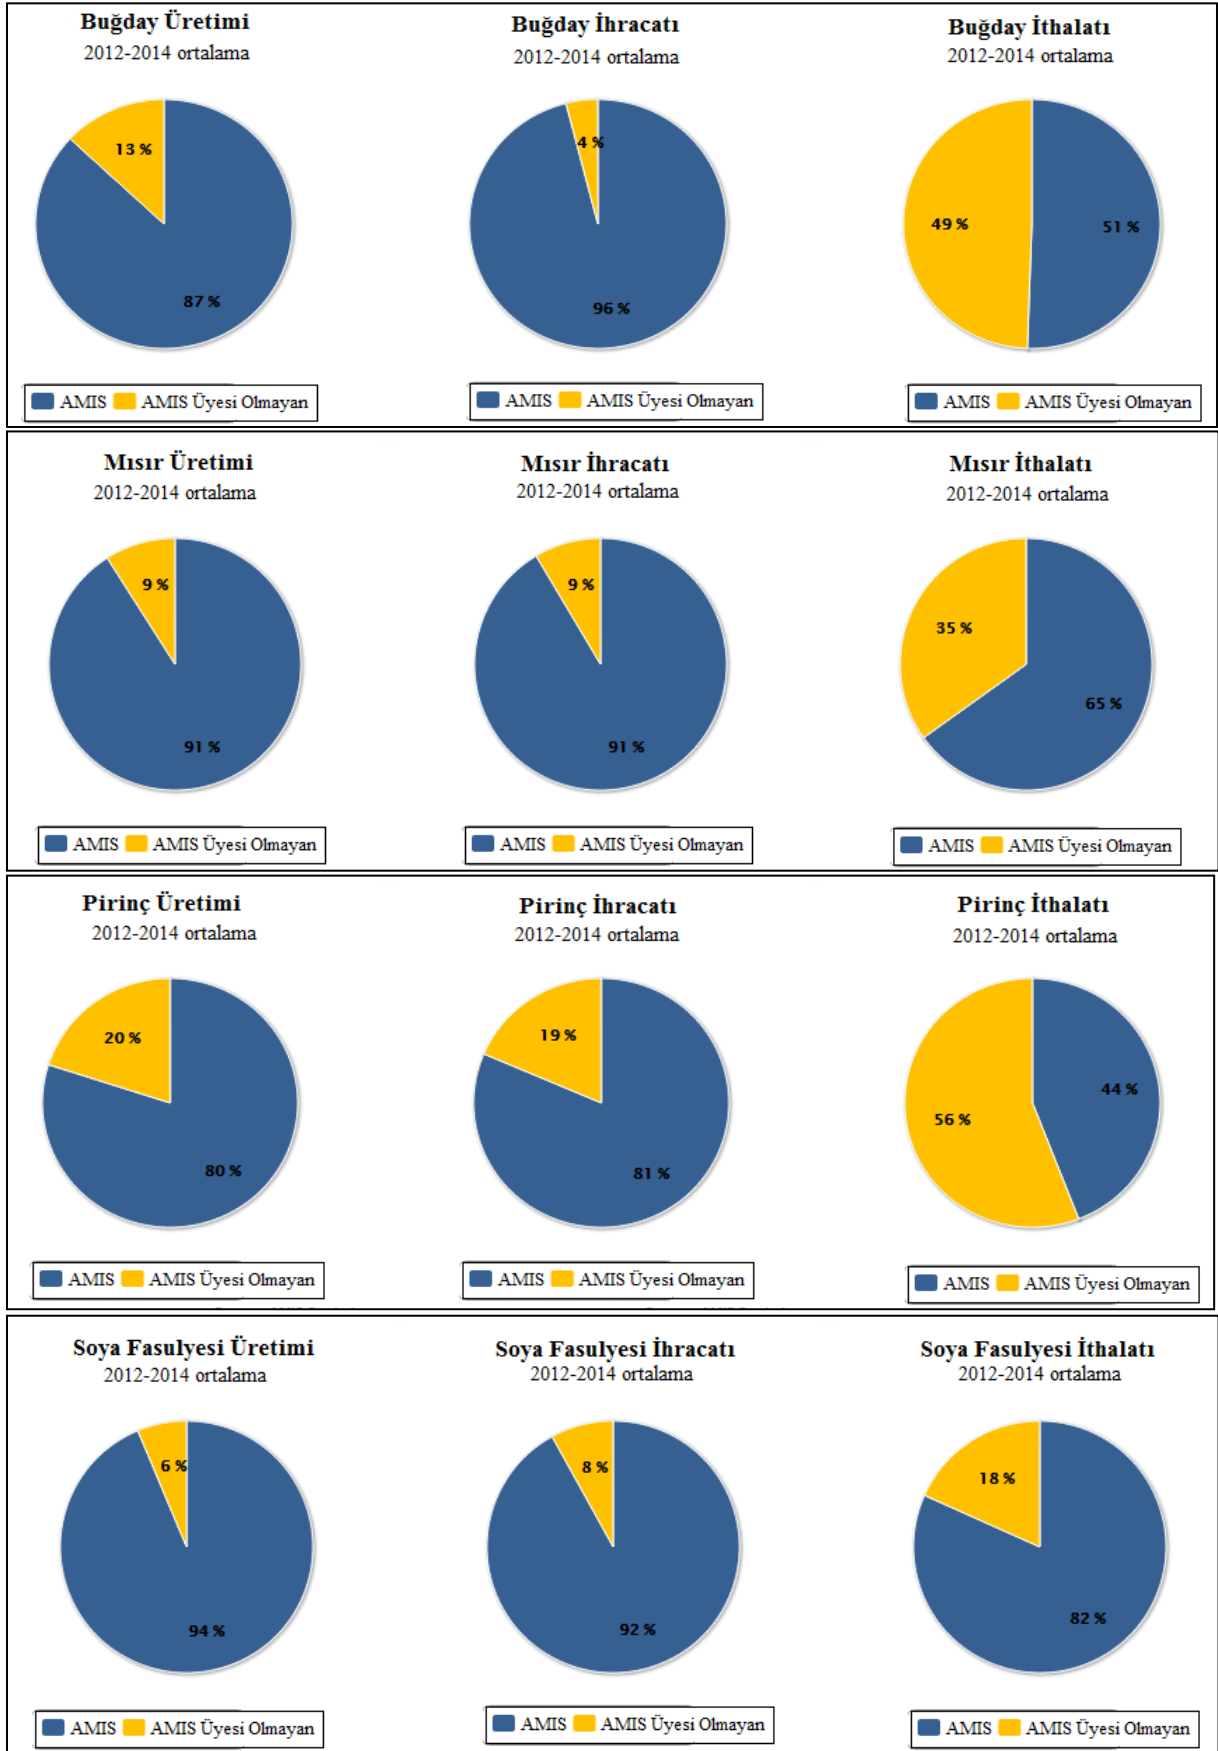 Buğday Üretimi
2012-2014 ortalama
13 %
87 %
AMIS AMIS Üyesi Olmayan
Buğday İhracatı
2012-2014 ortalama
4 %
96 %
AMIS AMIS Üyesi Olmayan
Buğday İthalatı
2012-2014 ortalama
49 %
51 %
AMIS AMIS Üyesi Olmayan
Mısır Üretimi
2012-2014 ortalama
9 %
91 %
AMIS AMIS Üyesi Olmayan
Mısır İhracatı
2012-2014 ortalama
9 %
91 %
AMIS AMIS Üyesi Olmayan
Mısır İthalatı
2012-2014 ortalama
35 %
65 %
AMIS AMIS Üyesi Olmayan
Pirinç Üretimi
2012-2014 ortalama
20 %
80 %
AMIS AMIS Üyesi Olmayan
Pirinç İhracatı
2012-2014 ortalama
19 %
81 %
AMIS AMIS Üyesi Olmayan
Pirinç İthalatı
2012-2014 ortalama
44 %
56 %
AMIS AMIS Üyesi Olmayan
Soya Fasulyesi Üretimi
2012-2014 ortalama
6 %
94 %
AMIS AMIS Üyesi Olmayan
Soya Fasulyesi İhracatı
2012-2014 ortalama
8 %
92 %
AMIS AMIS Üyesi Olmayan
Soya Fasulyesi İthalatı
2012-2014 ortalama
18 %
82 %
AMIS AMIS Üyesi Olmayan